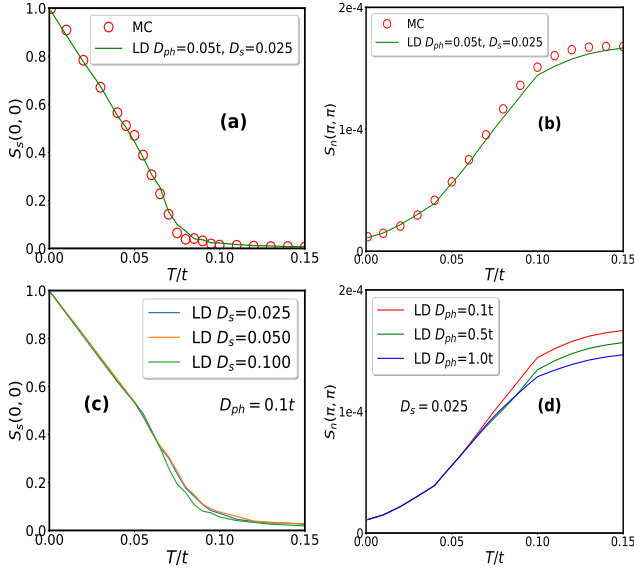 1.0
0.8
0.6
0.4
0.2
0.0
S_s(0, 0)
MC
LD D_ph=0.05t, D_s=0.025
(a)
0.00 0.05 0.10 0.15
T/t
2e-4
1e-4
S_n(π, π)
MC
LD D_ph=0.05t, D_s=0.025
(b)
0.00 0.05 0.10 0.15
T/t
1.0
0.8
0.6
0.4
0.2
0.0
S_s(0, 0)
LD D_s=0.025
LD D_s=0.050
LD D_s=0.100
(c)
D_ph = 0.1t
0.00 0.05 0.10 0.15
T/t
2e-4
1e-4
S_n(π, π)
LD D_ph=0.1t
LD D_ph=0.5t
LD D_ph=1.0t
D_s = 0.025
(d)
0.00 0.05 0.10 0.15
T/t